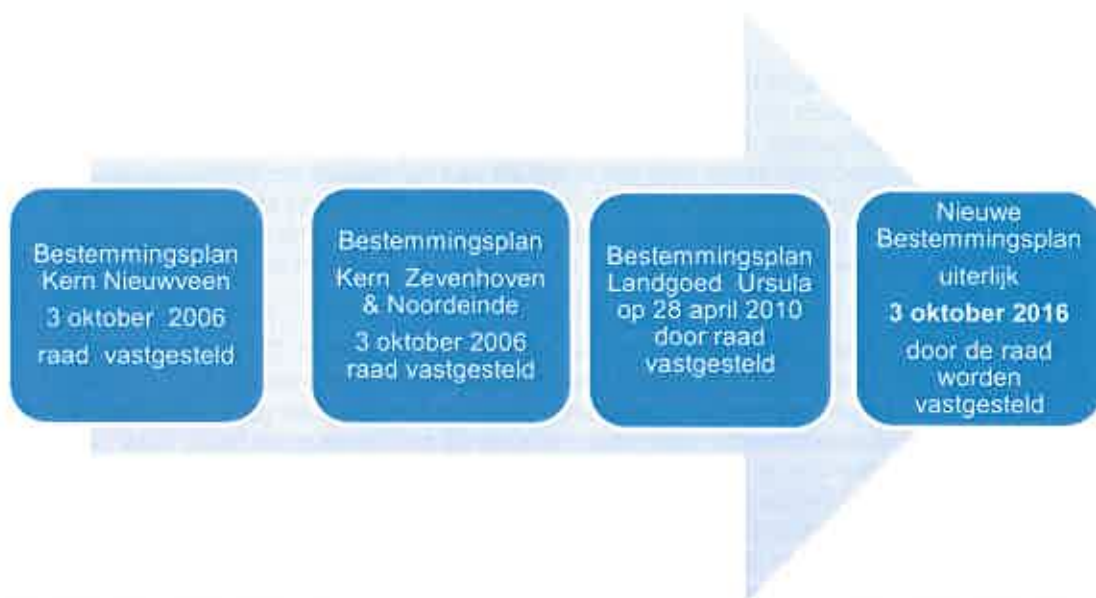 Bestemmingsplan
Kern Nieuwveen
3 oktober 2006
raad vastgesteld
Bestemmingsplan
Kern Zevenhoven
& Noordeinde
3 oktober 2006
raad vastgesteld
Bestemmingsplan
Landgoed Ursula
op 28 april 2010
door raad
vastgesteld
Nieuwe
Bestemmingsplan
uiterlijk
3 oktober 2016
door de raad
worden
vastgesteld